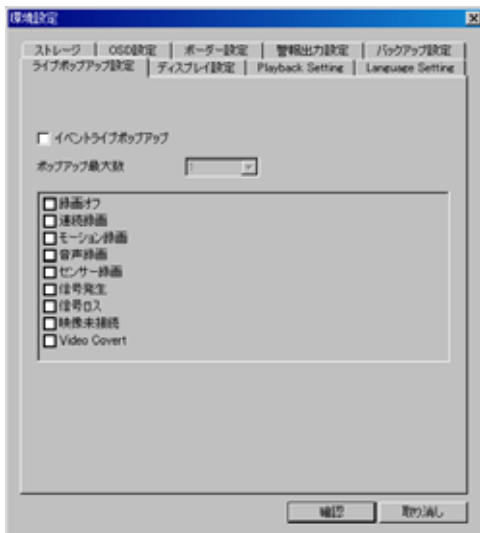 環境設定
ストレージ OSD設定 ボーダー設定 警報出力設定 バックアップ設定
ライブポップアップ設定 ディスプレイ設定 Playback Setting Language Setting
イベントライブポップアップ
ポップアップ最大数 1
録画オフ
連続録画
モーション録画
音声録画
センサー録画
信号発生
信号ロス
映像未接続
Video Covert
確認 取り消し